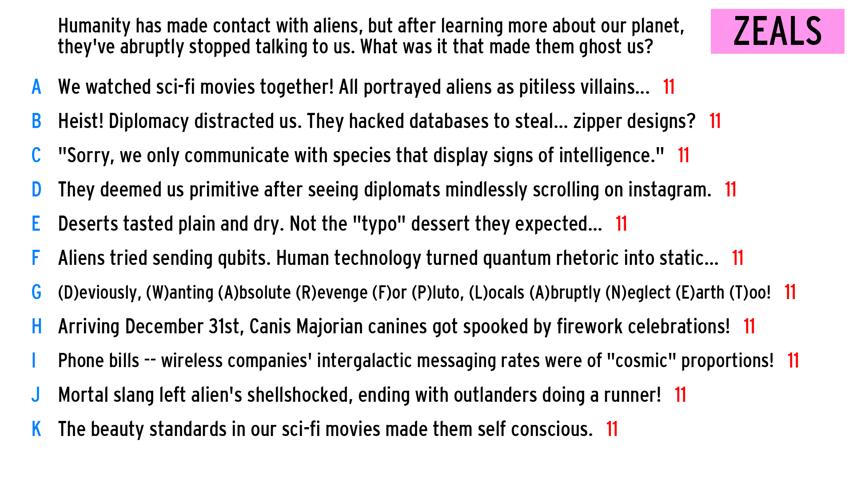 Humanity has made contact with aliens, but after learning more about our planet,
they've abruptly stopped talking to us. What was it that made them ghost us?
ZEALS
A We watched sci-fi movies together! All portrayed aliens as pitiless villains... 11
B Heist! Diplomacy distracted us. They hacked databases to steal... zipper designs? 11
C "Sorry, we only communicate with species that display signs of intelligence." 11
D They deemed us primitive after seeing diplomats mindlessly scrolling on instagram. 11
E Deserts tasted plain and dry. Not the "typo" dessert they expected... 11
F Aliens tried sending qubits. Human technology turned quantum rhetoric into static... 11
G (D)eviously, (W)anting (A)bsolute (R)evenge (F)or (P)luto, (L)ocals (A)bruptly (N)eglect (E)arth (T)oo! 11
H Arriving December 31st, Canis Majorian canines got spooked by firework celebrations! 11
I Phone bills -- wireless companies' intergalactic messaging rates were of "cosmic" proportions! 11
J Mortal slang left alien's shellshocked, ending with outlanders doing a runner! 11
K The beauty standards in our sci-fi movies made them self conscious. 11